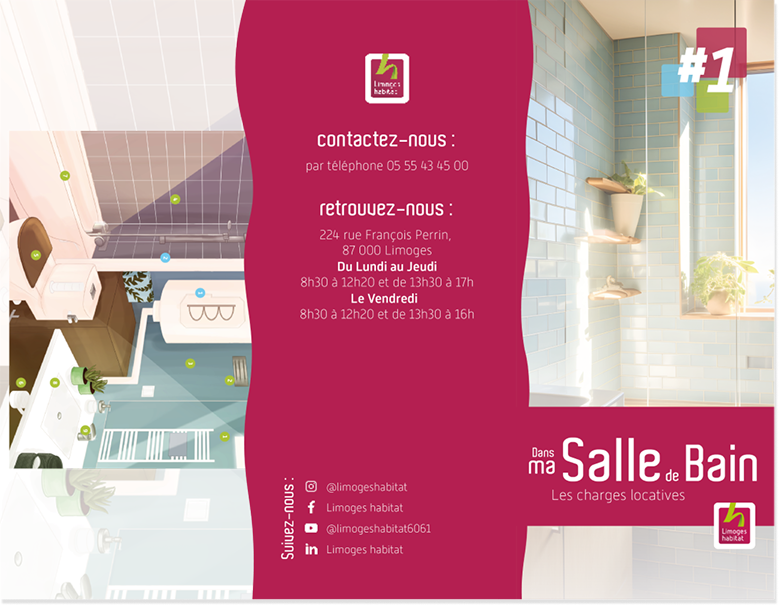 Limoges
habitat
contactez-nous :
par téléphone 05 55 43 45 00
retrouvez-nous :
224 rue François Perrin,
87 000 Limoges
Du Lundi au Jeudi
8h30 à 12h20 et de 13h30 à 17h
Le Vendredi
8h30 à 12h20 et de 13h30 à 16h
Suivez-nous :
@limogeshabitat
Limoges habitat
@limogeshabitat6061
Limoges habitat
#1
Dans
ma Salle de Bain
Les charges locatives
Limoges
habitat